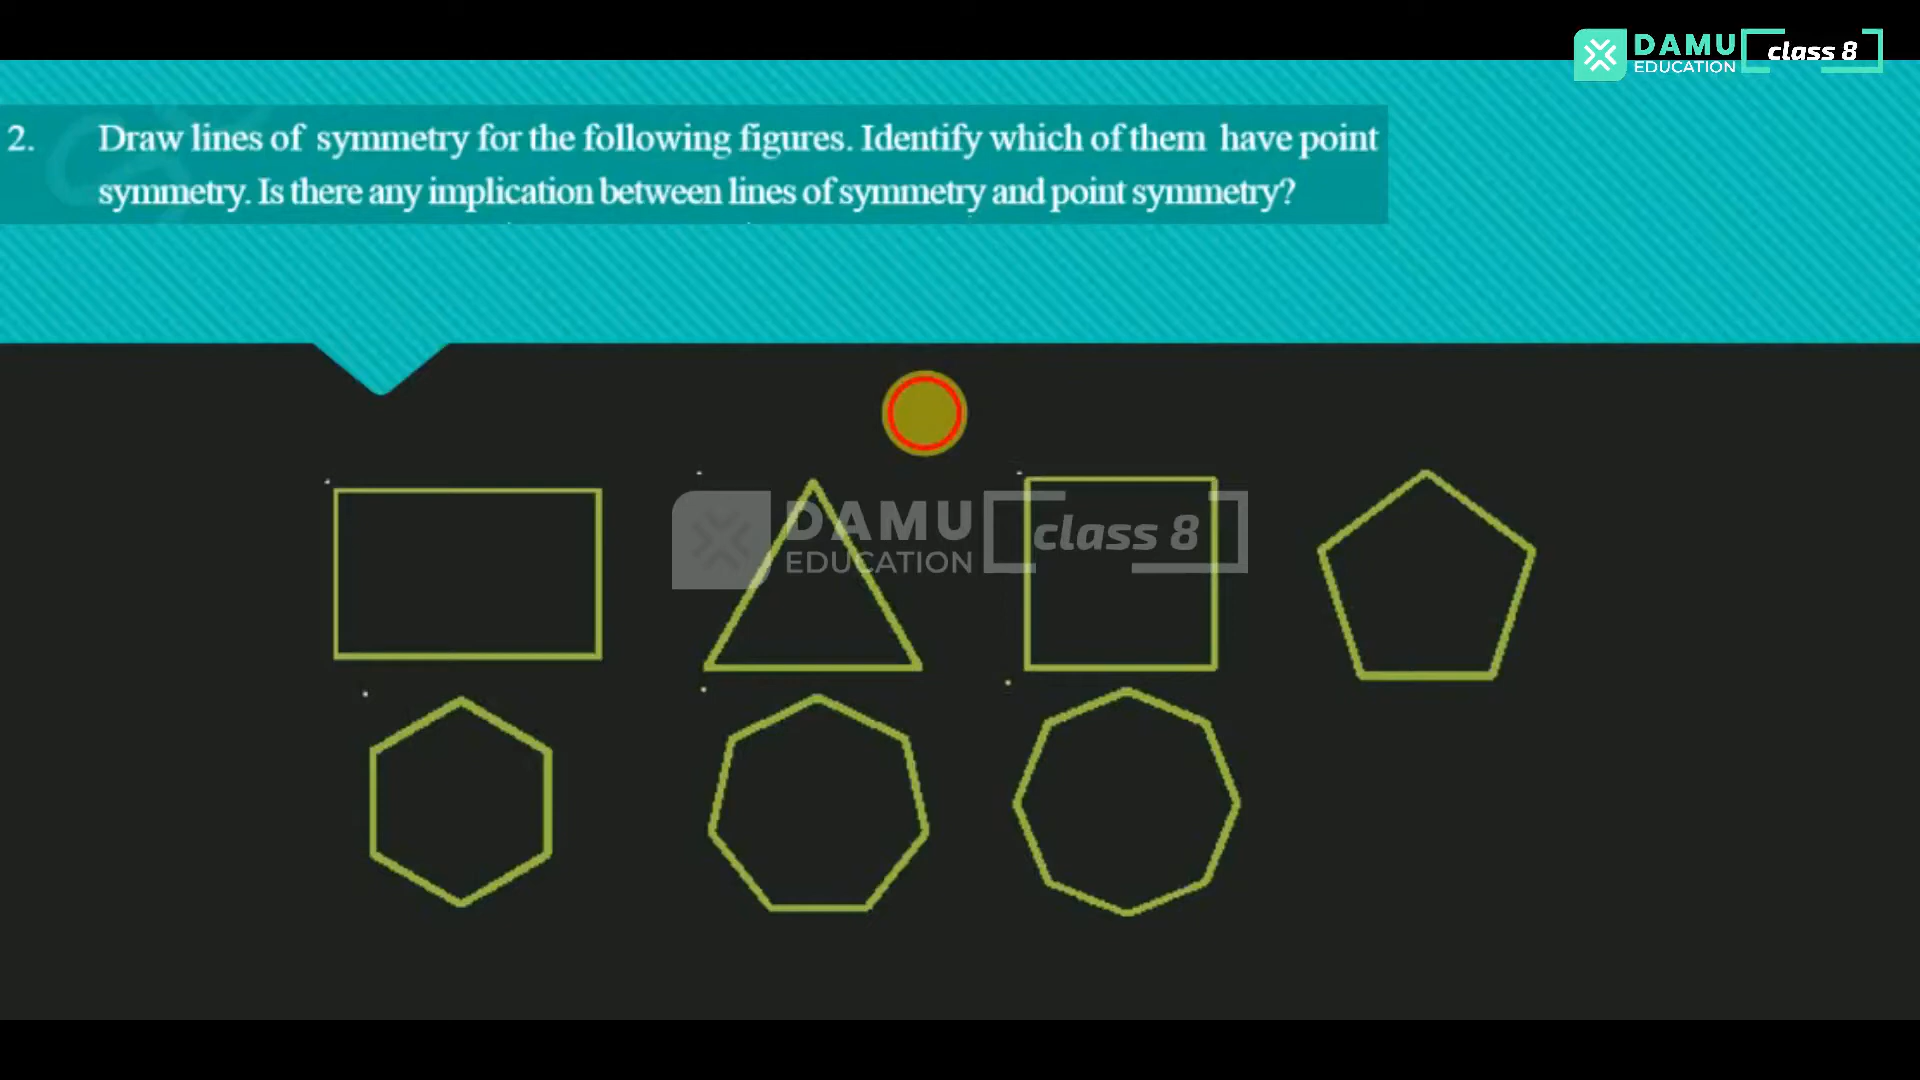 DAMU
EDUCATION
class 8
2. Draw lines of symmetry for the following figures. Identify which of them have point
symmetry. Is there any implication between lines of symmetry and point symmetry?
DAMU
EDUCATION
class 8